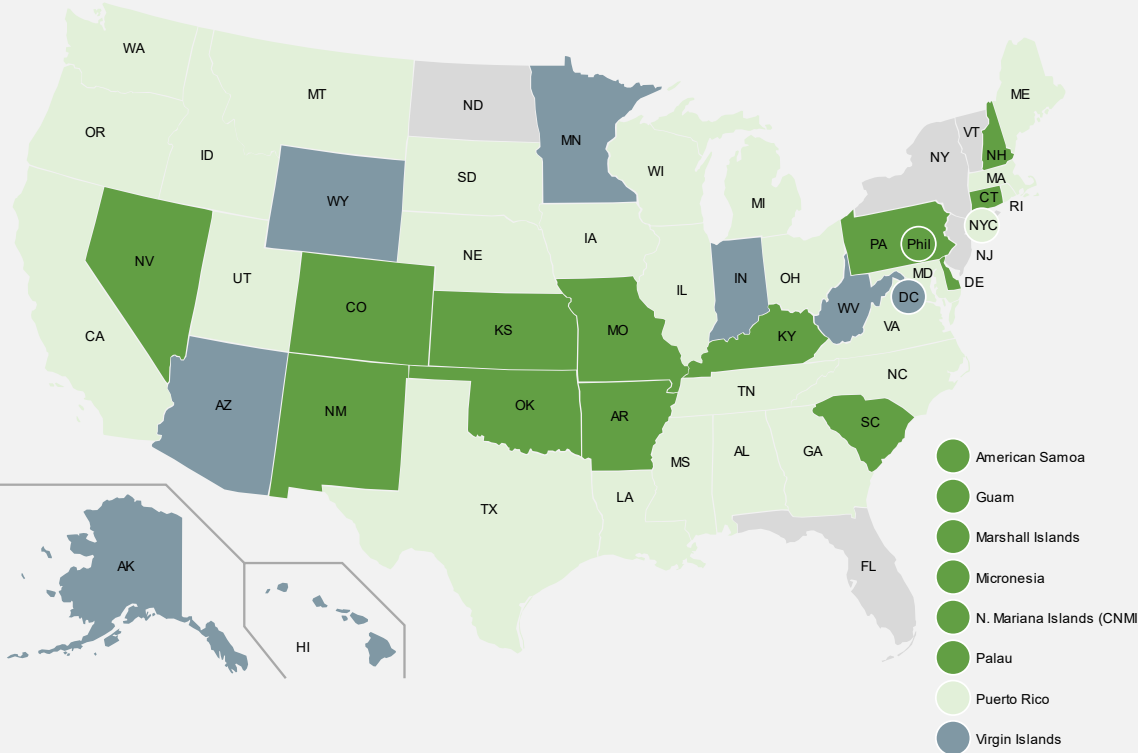 WA
MT
ND
MN
ME
OR
ID
SD
WI
MI
NY
VT
NH
MA
CT
RI
WY
NYC
NV
UT
NE
IA
IL
IN
OH
PA
Phil
NJ
MD
DE
CA
CO
KS
MO
KY
WV
DC
VA
AZ
NM
OK
AR
TN
NC
SC
MS
AL
GA
LA
TX
FL
AK
HI
American Samoa
Guam
Marshall Islands
Micronesia
N. Mariana Islands (CNMI
Palau
Puerto Rico
Virgin Islands